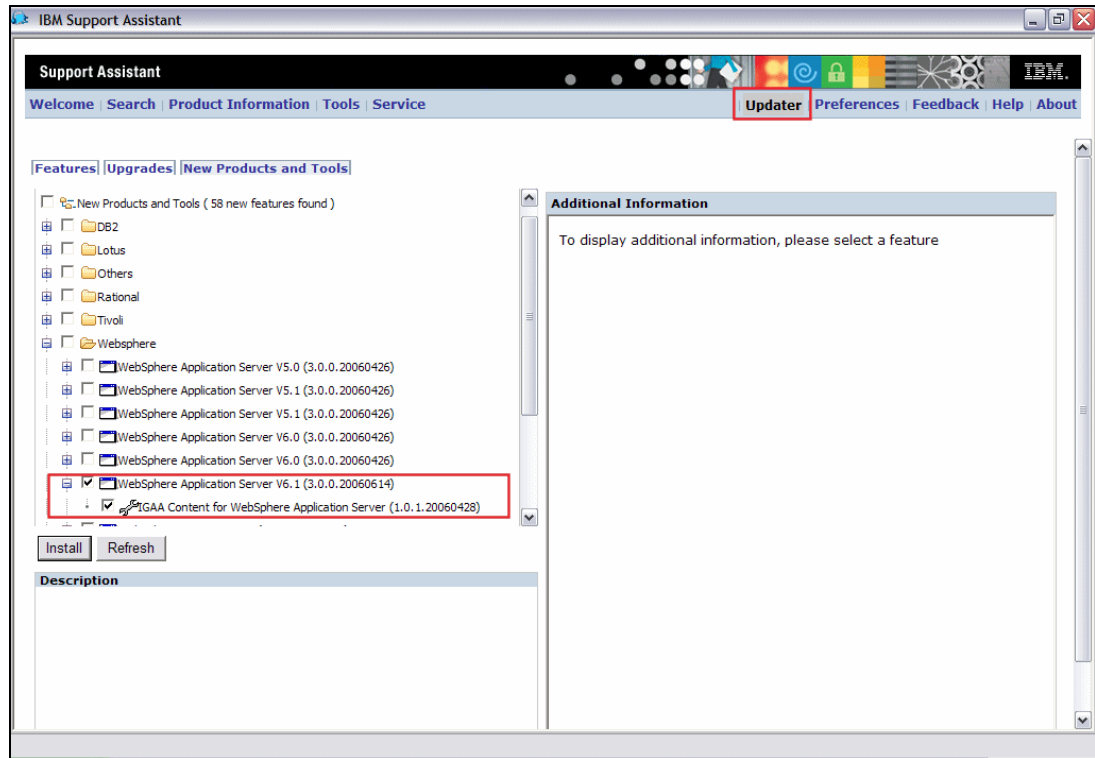 IBM Support Assistant
Support Assistant
IBM.
Welcome | Search | Product Information | Tools | Service
| Updater | Preferences | Feedback | Help | About
Features| |Upgrades| |New Products and Tools|
New Products and Tools ( 58 new features found )
DB2
Lotus
Others
Rational
Tivoli
Websphere
WebSphere Application Server V5.0 (3.0.0.20060426)
WebSphere Application Server V5.1 (3.0.0.20060426)
WebSphere Application Server V5.1 (3.0.0.20060426)
WebSphere Application Server V6.0 (3.0.0.20060426)
WebSphere Application Server V6.0 (3.0.0.20060426)
WebSphere Application Server V6.1 (3.0.0.20060614)
IGAA Content for WebSphere Application Server (1.0.1.20060428)
Install
Refresh
Description
Additional Information
To display additional information, please select a feature